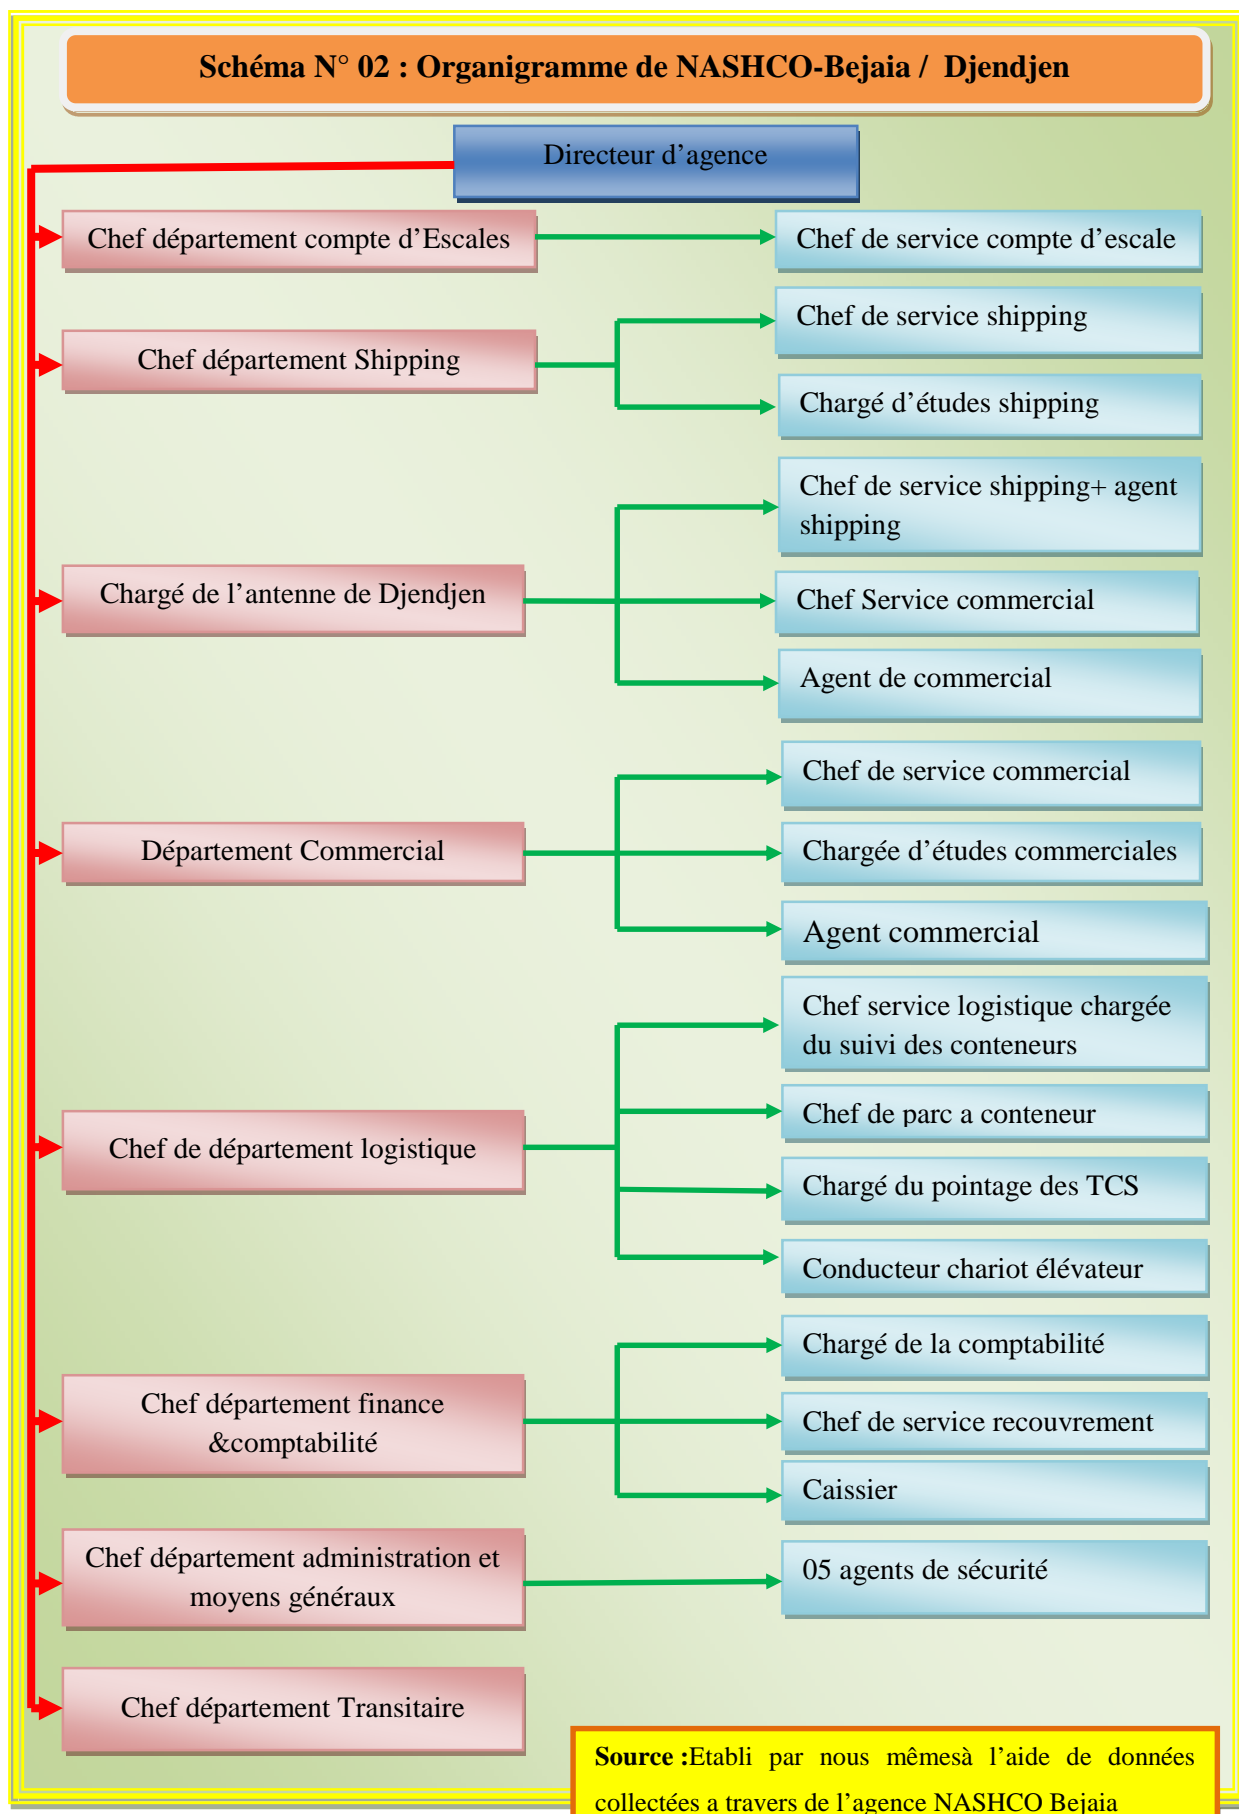 Schéma N° 02 : Organigramme de NASHCO-Bejaia / Djendjen
Directeur d’agence
Chef département compte d’Escales
Chef de service compte d’escale
Chef département Shipping
Chef de service shipping
Chargé d’études shipping
Chargé de l’antenne de Djendjen
Chef de service shipping+ agent
shipping
Chef Service commercial
Agent de commercial
Département Commercial
Chef de service commercial
Chargée d’études commerciales
Agent commercial
Chef de département logistique
Chef service logistique chargée
du suivi des conteneurs
Chef de parc a conteneur
Chargé du pointage des TCS
Conducteur chariot élévateur
Chef département finance
&comptabilité
Chargé de la comptabilité
Chef de service recouvrement
Caissier
Chef département administration et
moyens généraux
05 agents de sécurité
Chef département Transitaire
Source :Etabli par nous mêmesà l’aide de données
collectées a travers de l’agence NASHCO Bejaia